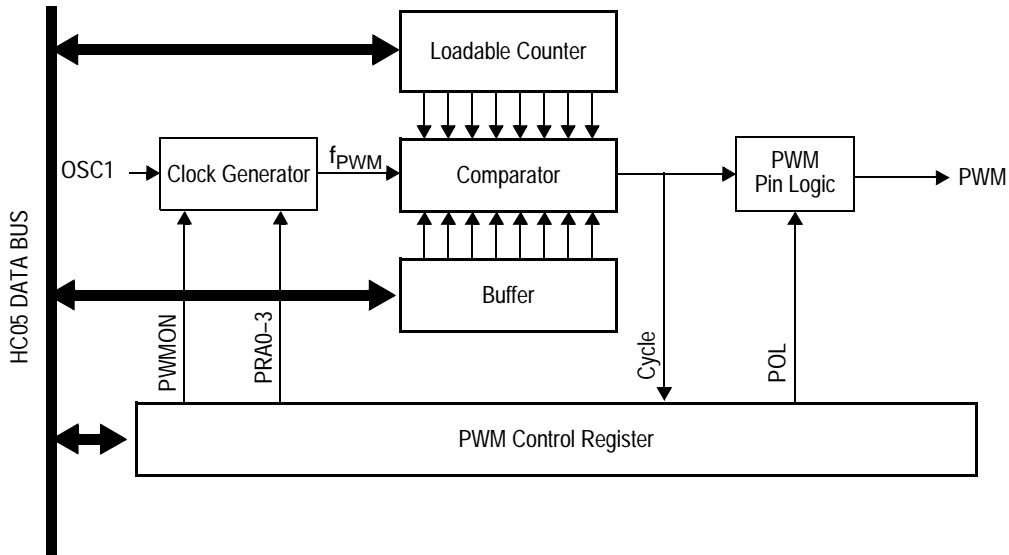 Loadable Counter
OSC1
Clock Generator
fPWM
Comparator
PWM
Pin Logic
PWM
HC05 DATA BUS
Buffer
PWMON
PRA0–3
Cycle
POL
PWM Control Register